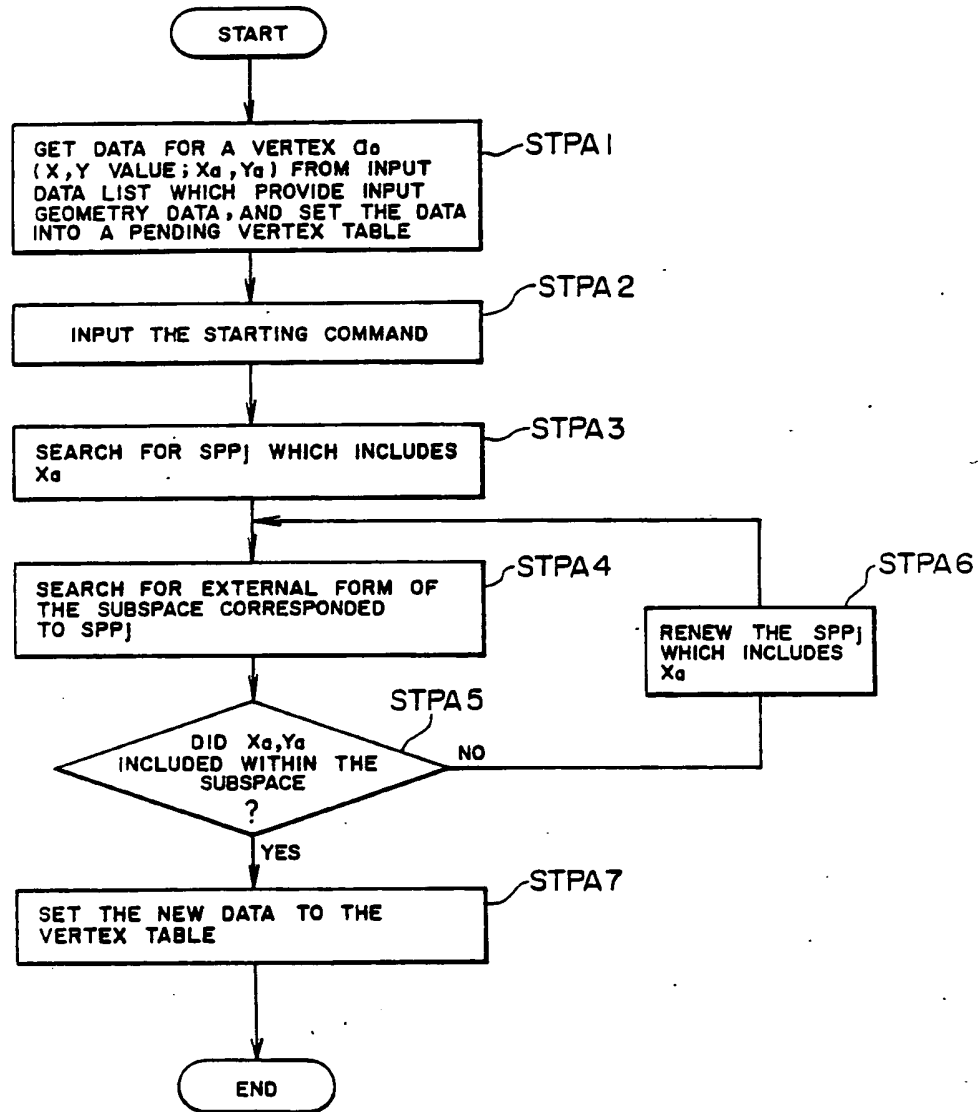 START
GET DATA FOR A VERTEX ao
(X,Y VALUE; Xa, Ya) FROM INPUT
DATA LIST WHICH PROVIDE INPUT
GEOMETRY DATA, AND SET THE DATA
INTO A PENDING VERTEX TABLE
STPA1
INPUT THE STARTING COMMAND
STPA2
SEARCH FOR SPPj WHICH INCLUDES
Xa
STPA3
SEARCH FOR EXTERNAL FORM OF
THE SUBSPACE CORRESPONDED
TO SPPj
STPA4
RENEW THE SPPj
WHICH INCLUDES
Xa
STPA6
DID Xa,Ya
INCLUDED WITHIN THE
SUBSPACE
?
STPA5
NO
YES
SET THE NEW DATA TO THE
VERTEX TABLE
STPA7
END